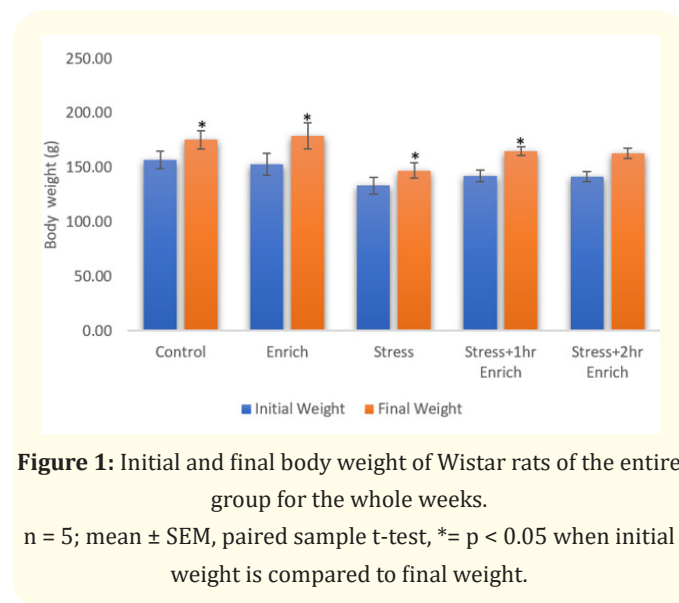 250.00
200.00
150.00
100.00
50.00
0.00
Body weight (g)
* * * *
Control Enrich Stress Stress+1hr Enrich Stress+2hr Enrich
Initial Weight Final Weight
Figure 1: Initial and final body weight of Wistar rats of the entire
group for the whole weeks.
n = 5; mean ± SEM, paired sample t-test, *= p < 0.05 when initial
weight is compared to final weight.